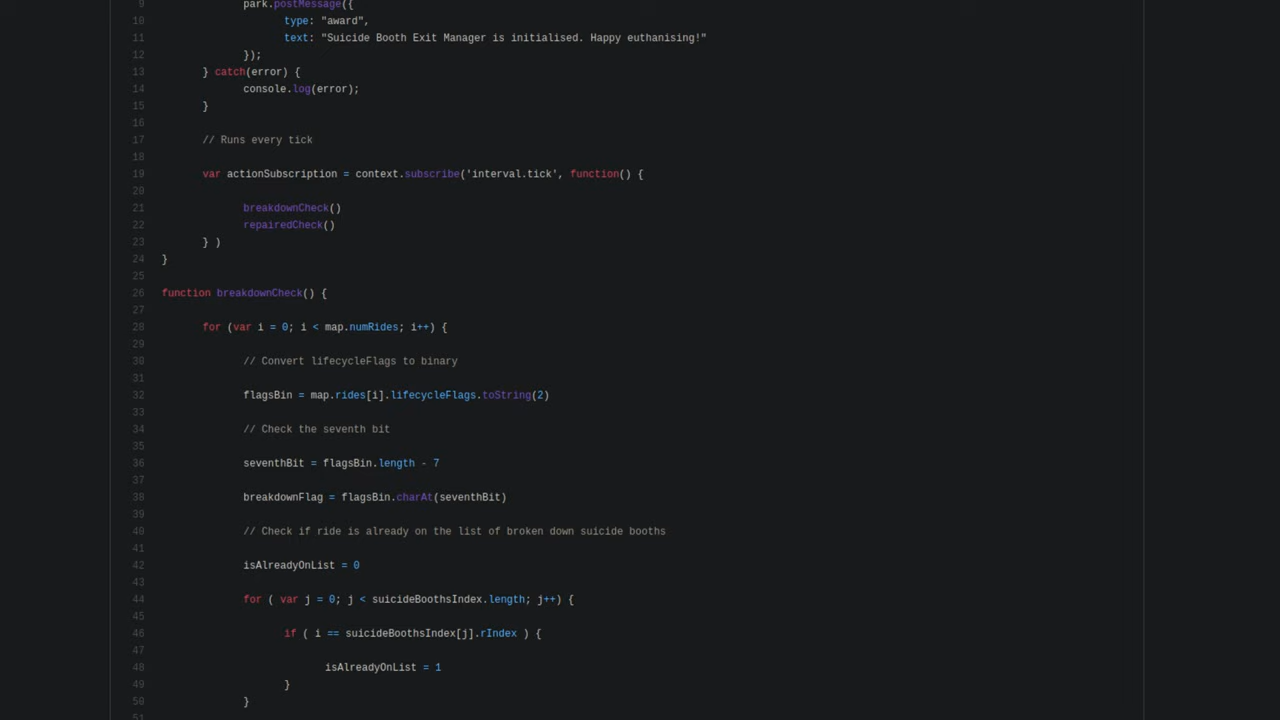 9 park.postMessage({
10 type: "award",
11 text: "Suicide Booth Exit Manager is initialised. Happy euthanising!"
12 });
13 } catch(error) {
14 console.log(error);
15 }
16
17 // Runs every tick
18
19 var actionSubscription = context.subscribe('interval.tick', function() {
20
21 breakdownCheck()
22 repairedCheck()
23 } )
24 }
25
26 function breakdownCheck() {
27
28 for (var i = 0; i < map.numRides; i++) {
29
30 // Convert lifecycleFlags to binary
31
32 flagsBin = map.rides[i].lifecycleFlags.toString(2)
33
34 // Check the seventh bit
35
36 seventhBit = flagsBin.length - 7
37
38 breakdownFlag = flagsBin.charAt(seventhBit)
39
40 // Check if ride is already on the list of broken down suicide booths
41
42 isAlreadyOnList = 0
43
44 for ( var j = 0; j < suicideBoothsIndex.length; j++) {
45
46 if ( i == suicideBoothsIndex[j].rIndex ) {
47
48 isAlreadyOnList = 1
49 }
50 }
51